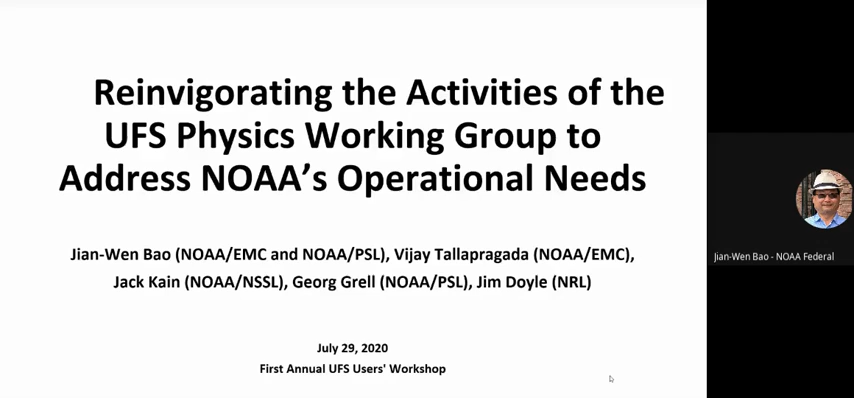 Reinvigorating the Activities of the
UFS Physics Working Group to
Address NOAA's Operational Needs
Jian-Wen Bao (NOAA/EMC and NOAA/PSL), Vijay Tallapragada (NOAA/EMC),
Jack Kain (NOAA/NSSL), Georg Grell (NOAA/PSL), Jim Doyle (NRL)
July 29, 2020
First Annual UFS Users' Workshop
Jian-Wen Bao - NOAA Federal